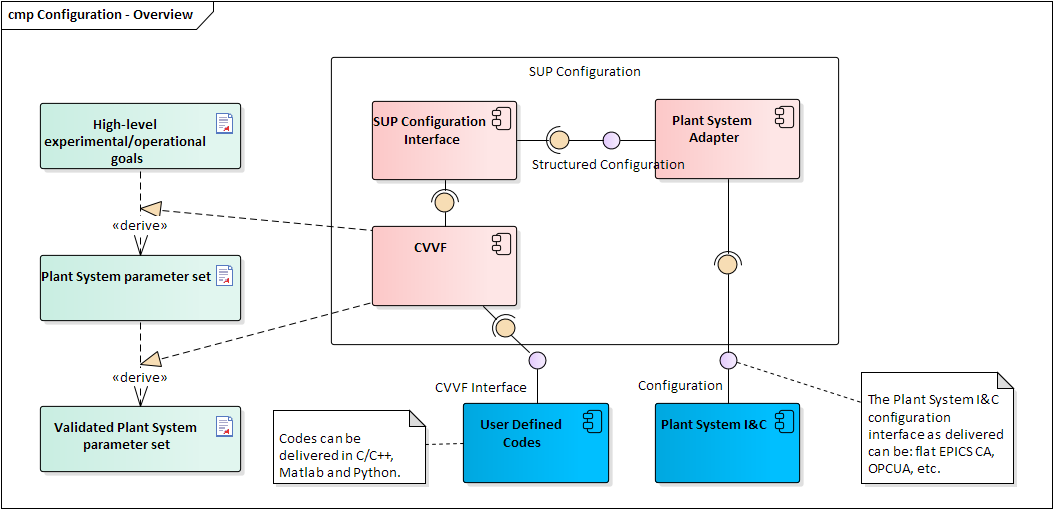 cmp Configuration - Overview
SUP Configuration
High-level
experimental/operational
goals
SUP Configuration
Interface
Plant System
Adapter
Structured Configuration
«derive»
CVVF
Plant System parameter set
«derive»
CVVF Interface
Configuration
Validated Plant System
parameter set
Codes can be
delivered in C/C++,
Matlab and Python.
User Defined
Codes
Plant System I&C
The Plant System I&C
configuration
interface as delivered
can be: flat EPICS CA,
OPCUA, etc.